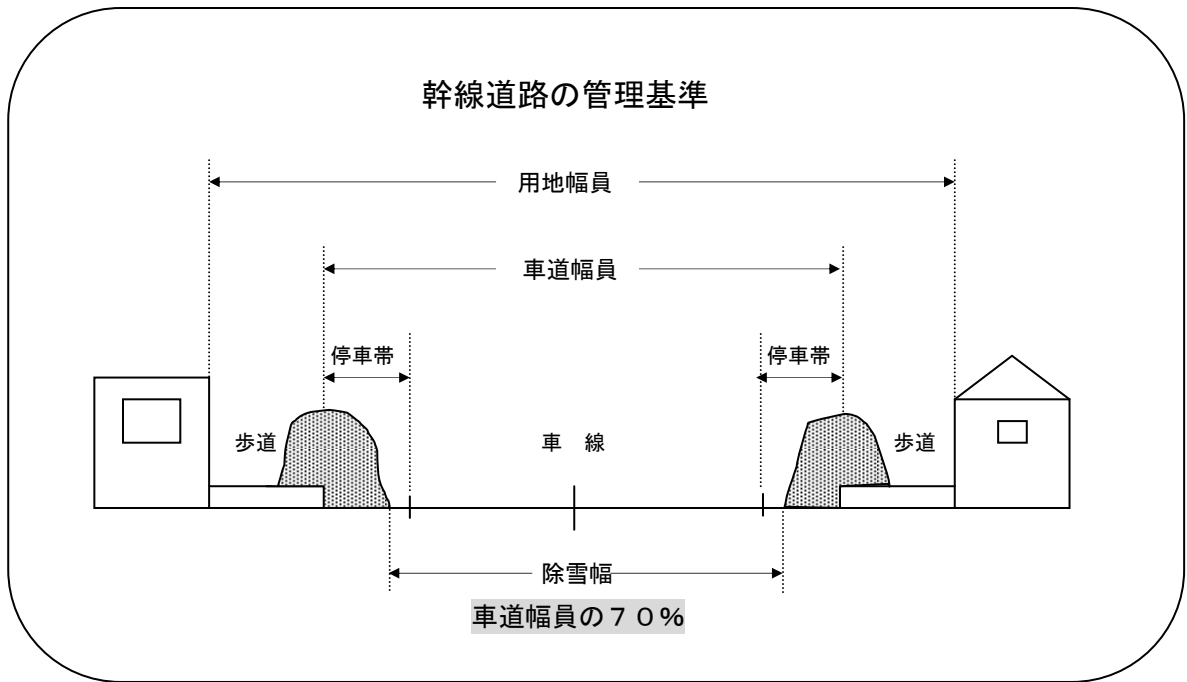 幹線道路の管理基準
用地幅員
車道幅員
停車帯
停車帯
歩道
車 線
歩道
除雪幅
車道幅員の７０％